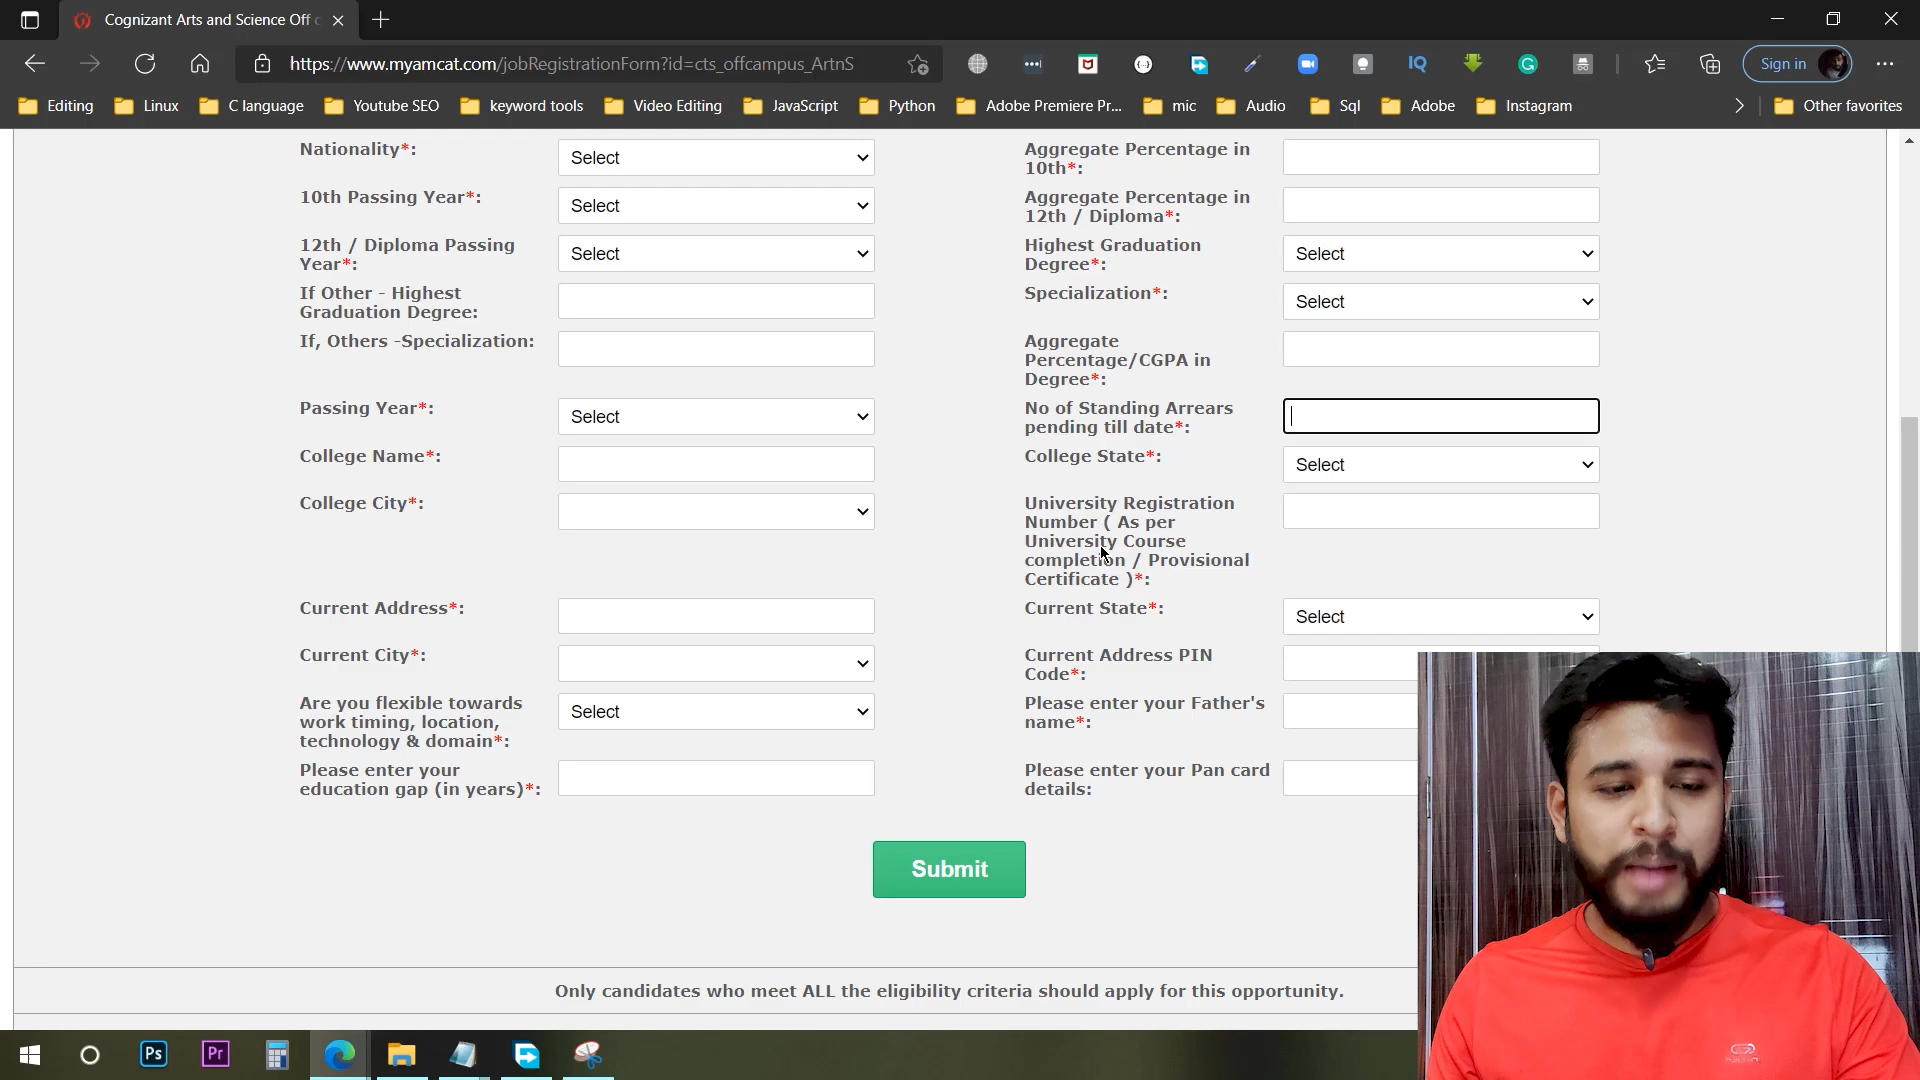 Cognizant Arts and Science Off c
https://www.myamcat.com/jobRegistrationForm?id=cts_offcampus_ArtnS
IQ
Sign in
Editing
Linux
C language
Youtube SEO
keyword tools
Video Editing
JavaScript
Python
Adobe Premiere Pr...
mic
Audio
Sql
Adobe
Instagram
Other favorites
Nationality*:
Select
Aggregate Percentage in
10th*:
10th Passing Year*:
Select
Aggregate Percentage in
12th / Diploma*:
12th / Diploma Passing
Year*:
Select
Highest Graduation
Degree*:
Select
If Other - Highest
Graduation Degree:
Specialization*:
Select
If, Others -Specialization:
Aggregate
Percentage/CGPA in
Degree*:
Passing Year*:
Select
No of Standing Arrears
pending till date*:
College Name*:
College State*:
Select
College City*:
University Registration
Number ( As per
University Course
completion / Provisional
Certificate )*:
Current Address*:
Current State*:
Select
Current City*:
Current Address PIN
Code*:
Are you flexible towards
work timing, location,
technology & domain*:
Select
Please enter your Father's
name*:
Please enter your
education gap (in years)*:
Please enter your Pan card
details:
Submit
Only candidates who meet ALL the eligibility criteria should apply for this opportunity.
Ps
Pr